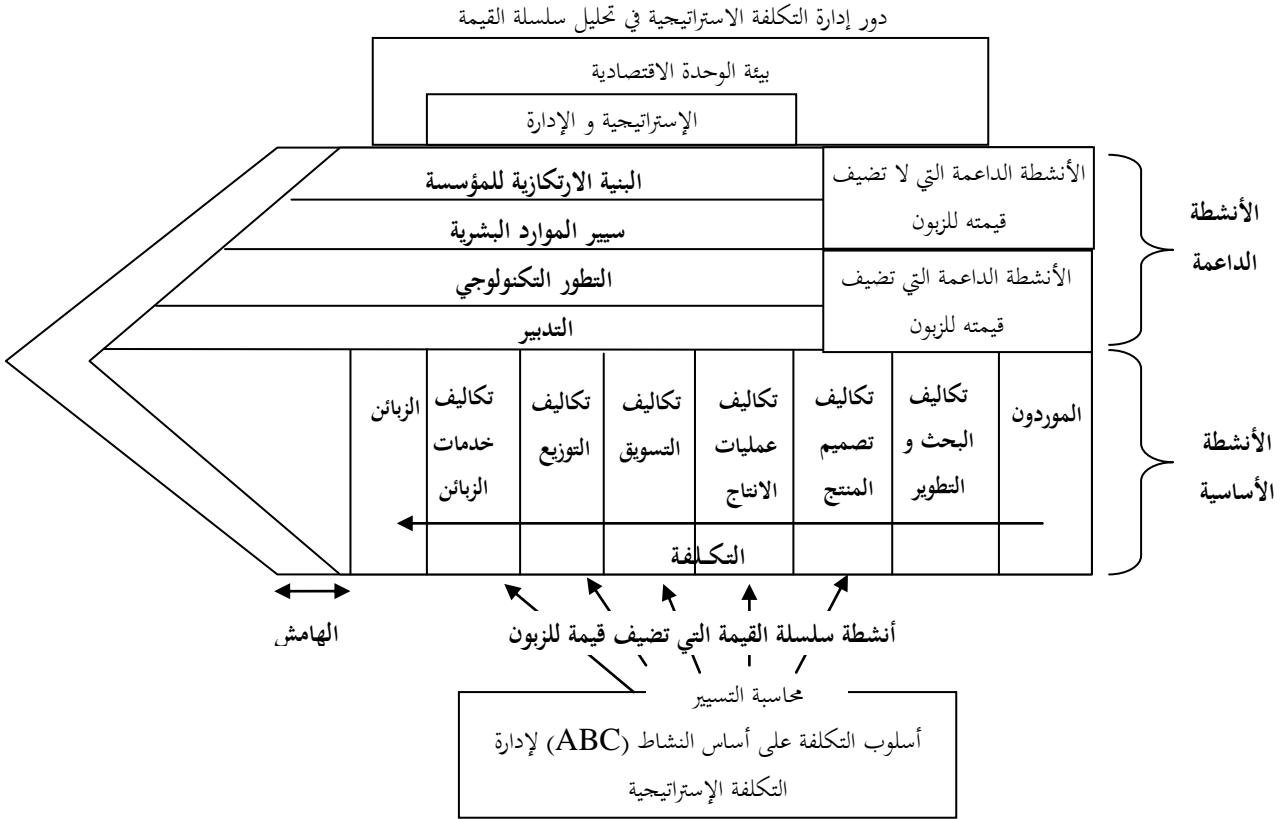 دور إدارة التكلفة الاستراتيجية في تحليل سلسلة القيمة
بيئة الوحدة الاقتصادية
الإستراتيجية و الإدارة
الأنشطة الداعمة التي لا تضيف
قيمته للزبون
البنية الارتكازية للمؤسسة
سيير الموارد البشرية
الأنشطة الداعمة التي تضيف
قيمته للزبون
التطور التكنولوجي
التدبير
الأنشطة
الداعمة
الموردون
تكاليف
البحث و
التطوير
تكاليف
تصميم
المنتج
تكاليف
عمليات
الانتاج
تكاليف
التسويق
تكاليف
التوزيع
تكاليف
خدمات
الزبائن
الزبائن
الأنشطة
الأساسية
التكـلفة
أنشطة سلسلة القيمة التي تضيف قيمة للزبون
الهامش
محاسبة التسيير
أسلوب التكلفة على أساس النشاط (ABC) لإدارة
التكلفة الإستراتيجية